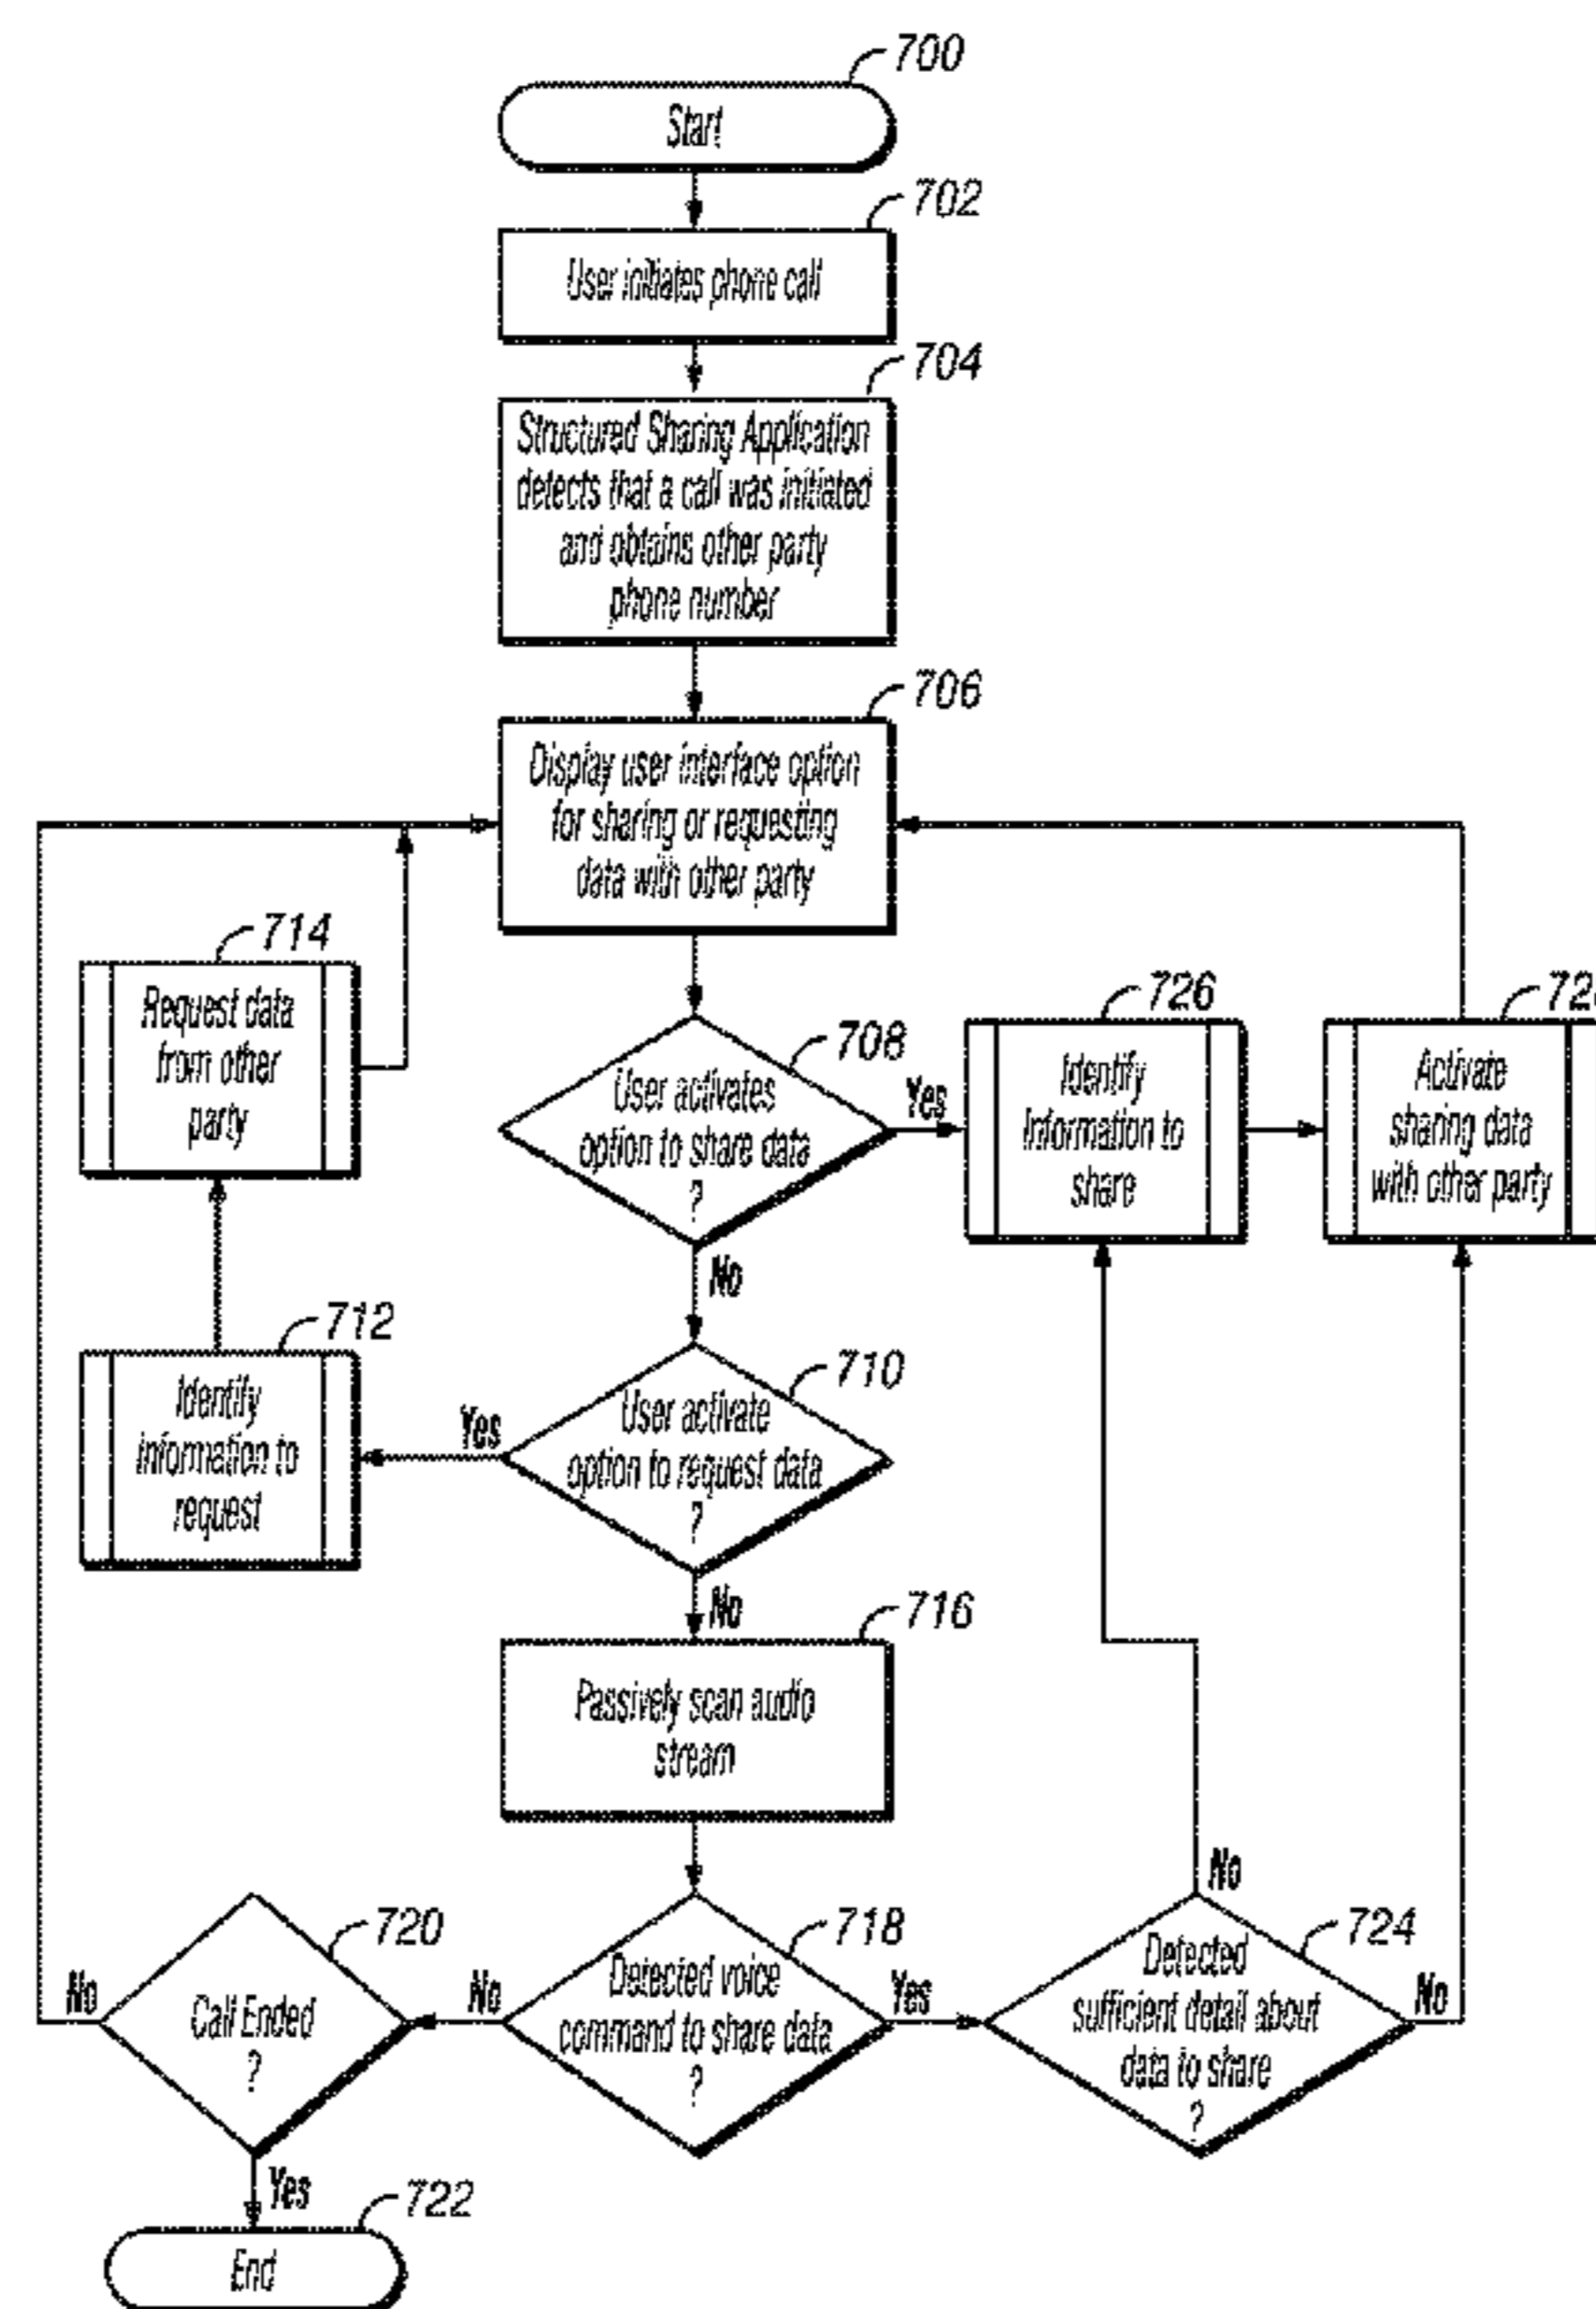 700
Start
702
User initiates phone call
704
Structured Sharing Application
detects that a call was initiated
and obtains other party
phone number
706
Display user interface option
for sharing or requesting
data with other party
714
Request data
from other
party
708
User activates
option to share data
?
Yes
No
726
Identify
Information to
share
Activate
sharing data
with other party
712
Identify
Information to
request
710
User activate
option to request data
?
Yes
No
716
Passively scan audio
stream
720
Call Ended
?
No
Yes
718
Detected voice
command to share data
?
No
Yes
724
Detected
sufficient detail about
data to share
?
No
No
722
End